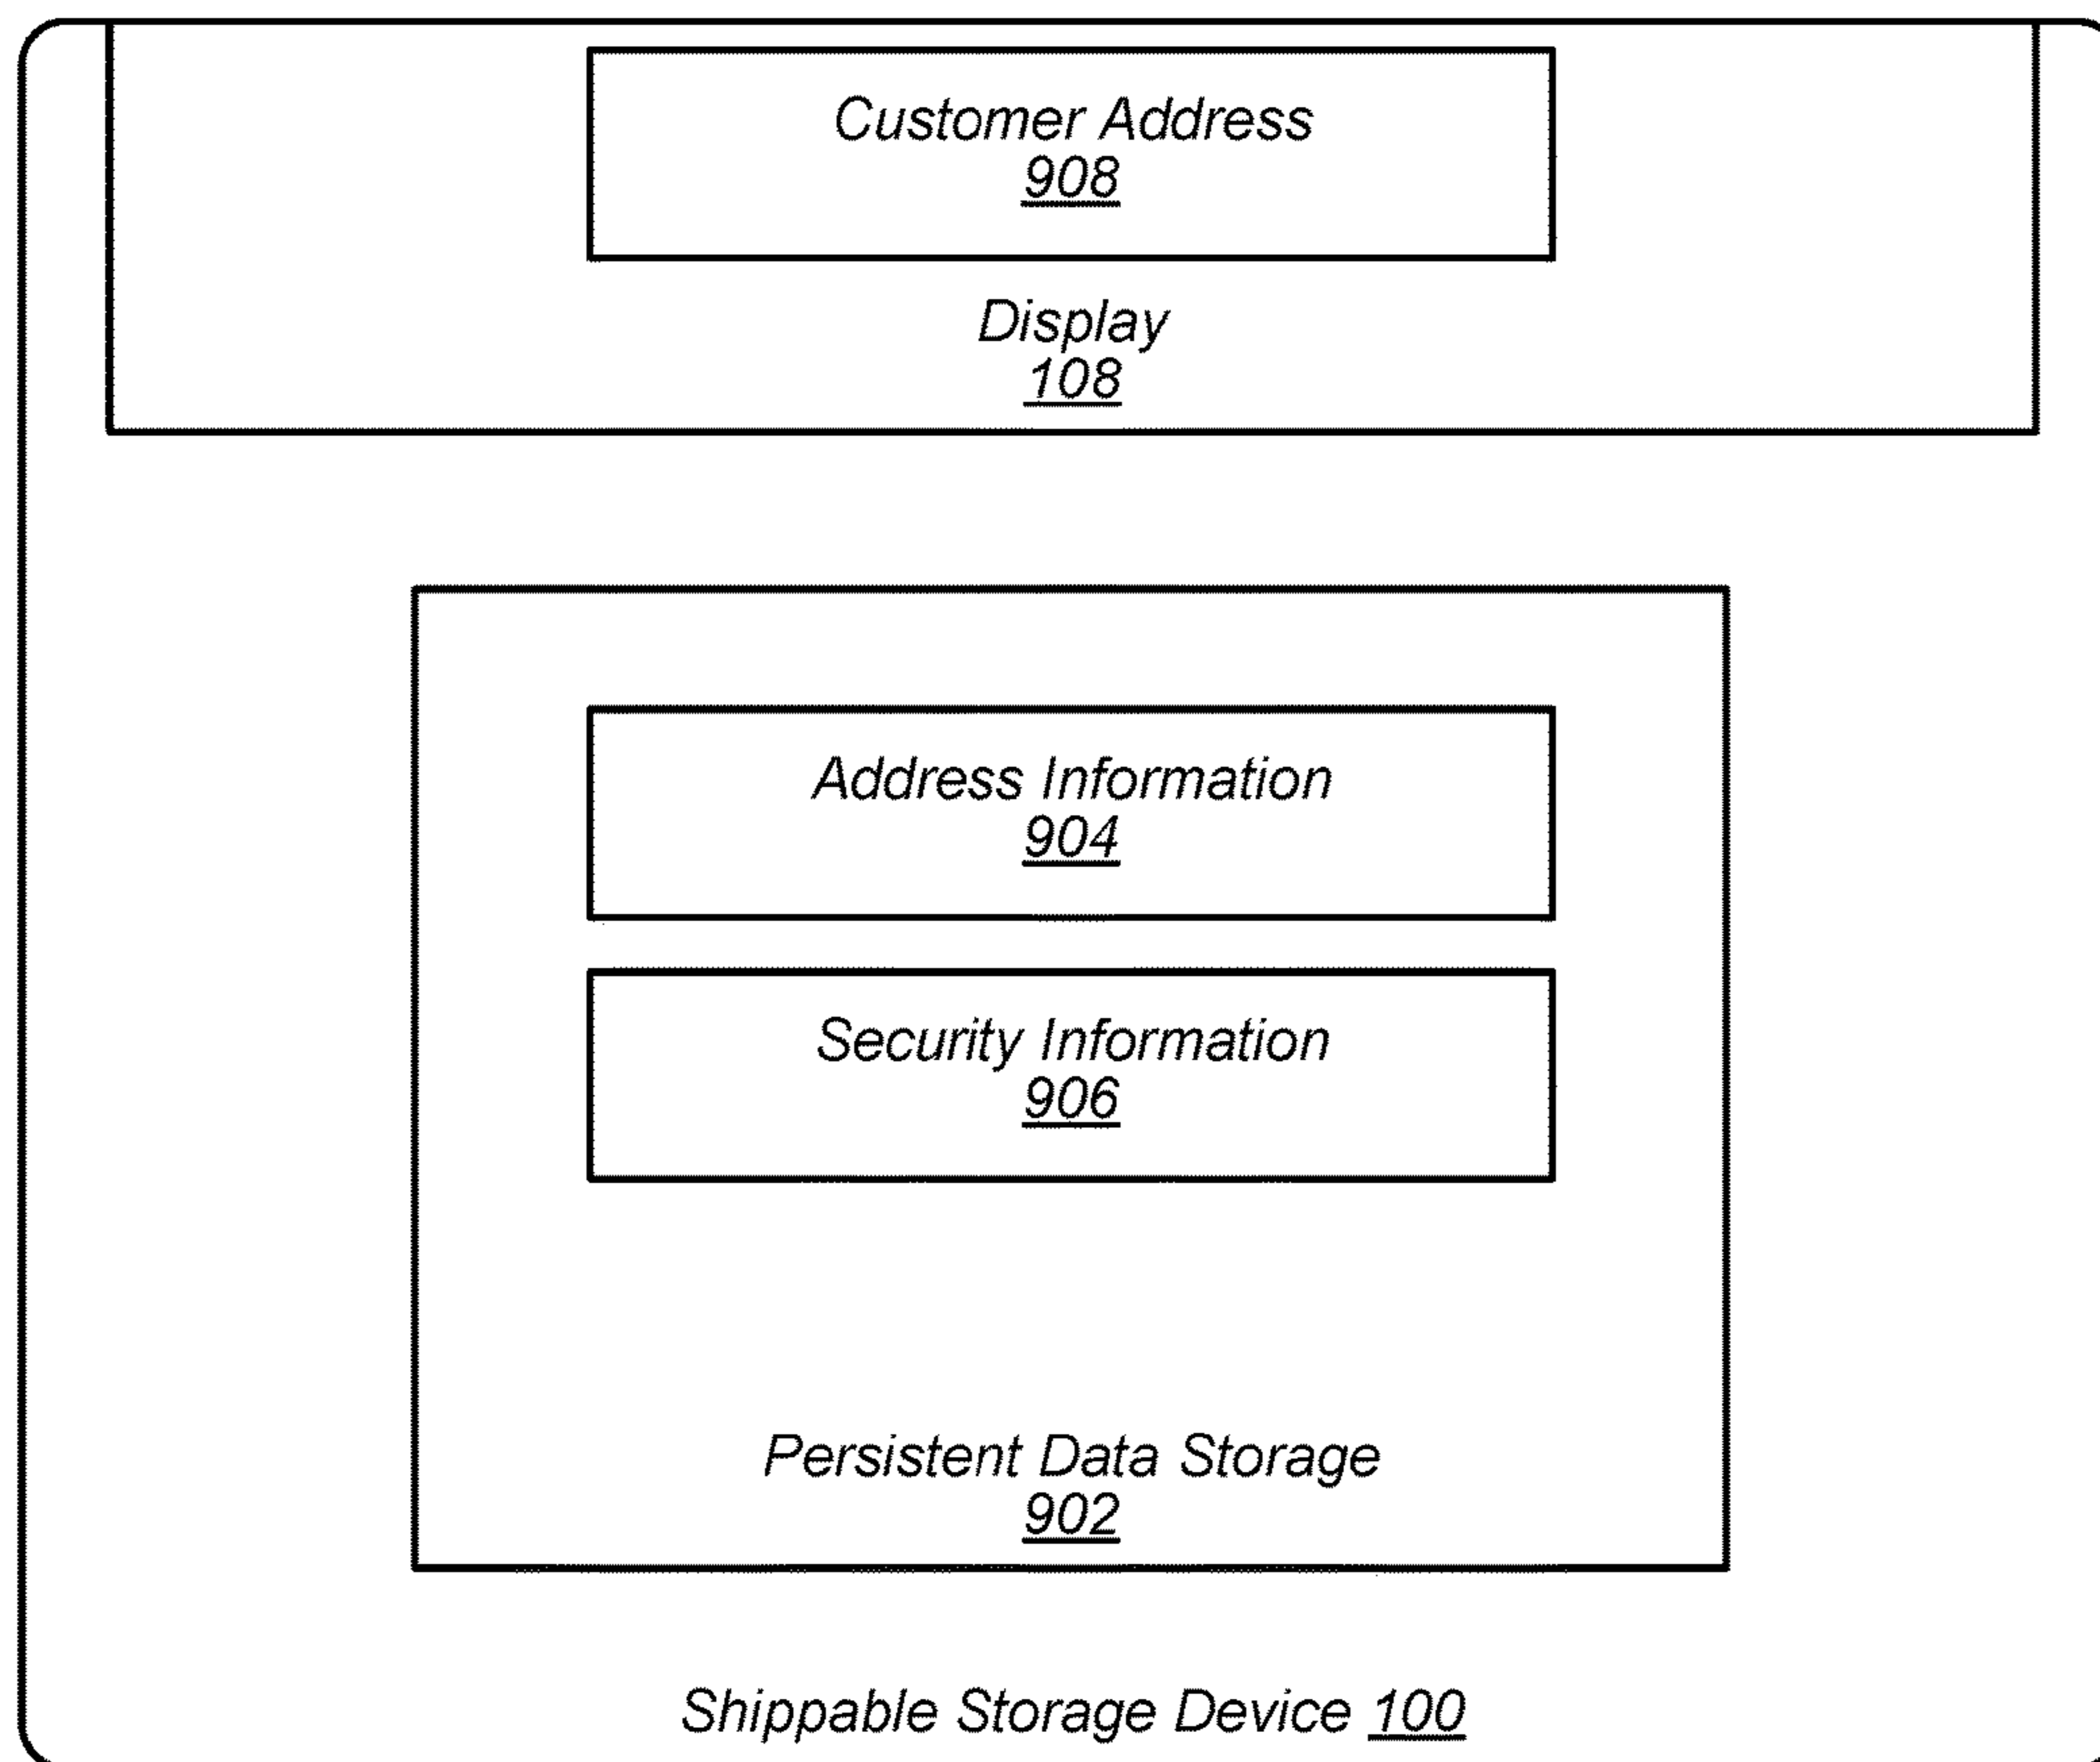 Customer Address
908
Display
108
Address Information
904
Security Information
906
Persistent Data Storage
902
Shippable Storage Device 100